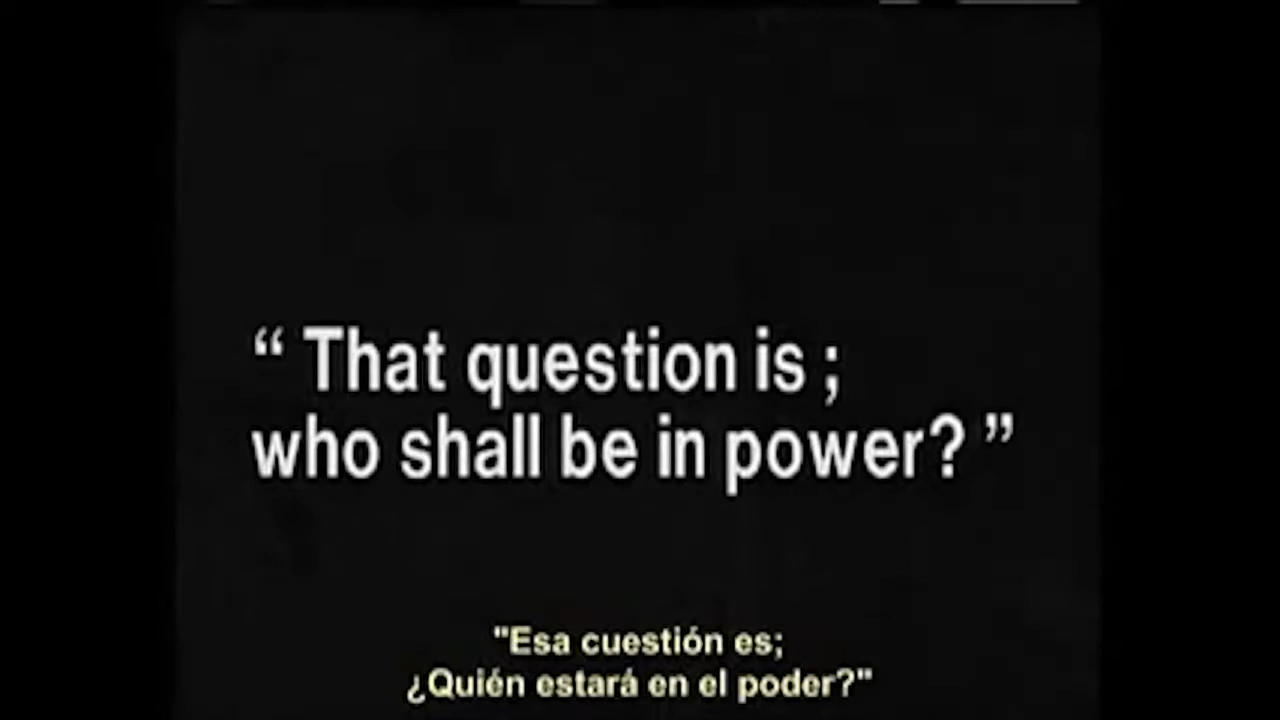 “ That question is ;
who shall be in power? ”
"Esa cuestión es;
¿Quién estará en el poder?"